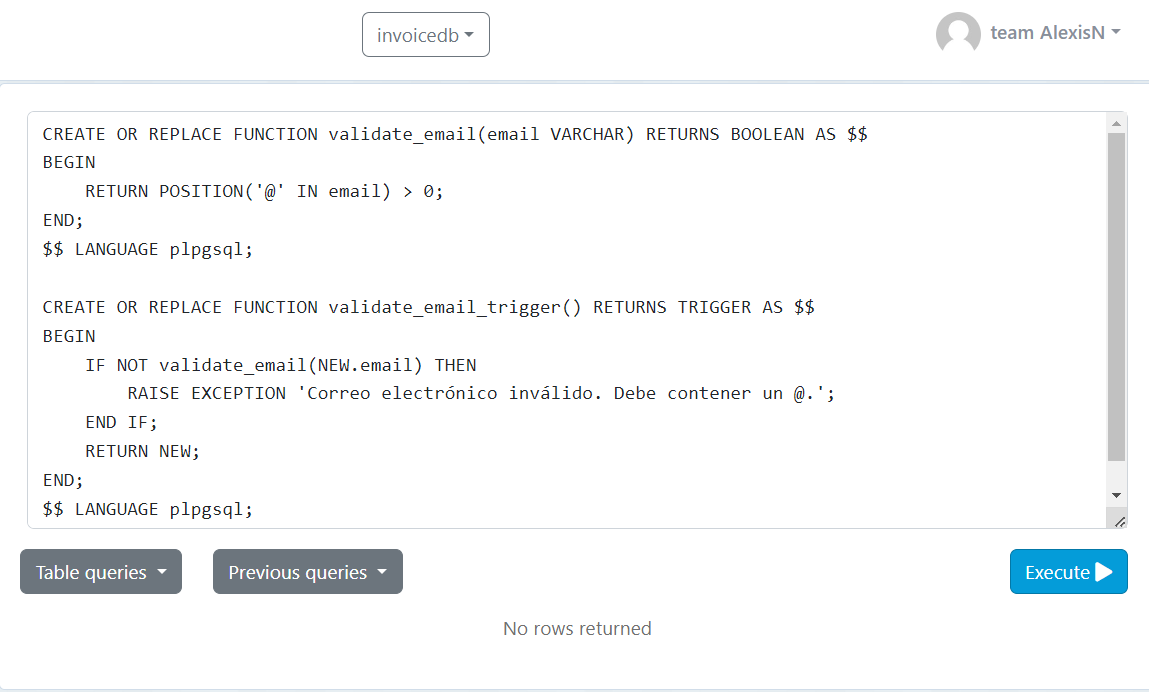 invoicedb
team AlexisN
CREATE OR REPLACE FUNCTION validate_email(email VARCHAR) RETURNS BOOLEAN AS $$
BEGIN
    RETURN POSITION('@' IN email) > 0;
END;
$$ LANGUAGE plpgsql;

CREATE OR REPLACE FUNCTION validate_email_trigger() RETURNS TRIGGER AS $$
BEGIN
    IF NOT validate_email(NEW.email) THEN
        RAISE EXCEPTION 'Correo electrónico inválido. Debe contener un @.';
    END IF;
    RETURN NEW;
END;
$$ LANGUAGE plpgsql;
Table queries
Previous queries
Execute
No rows returned